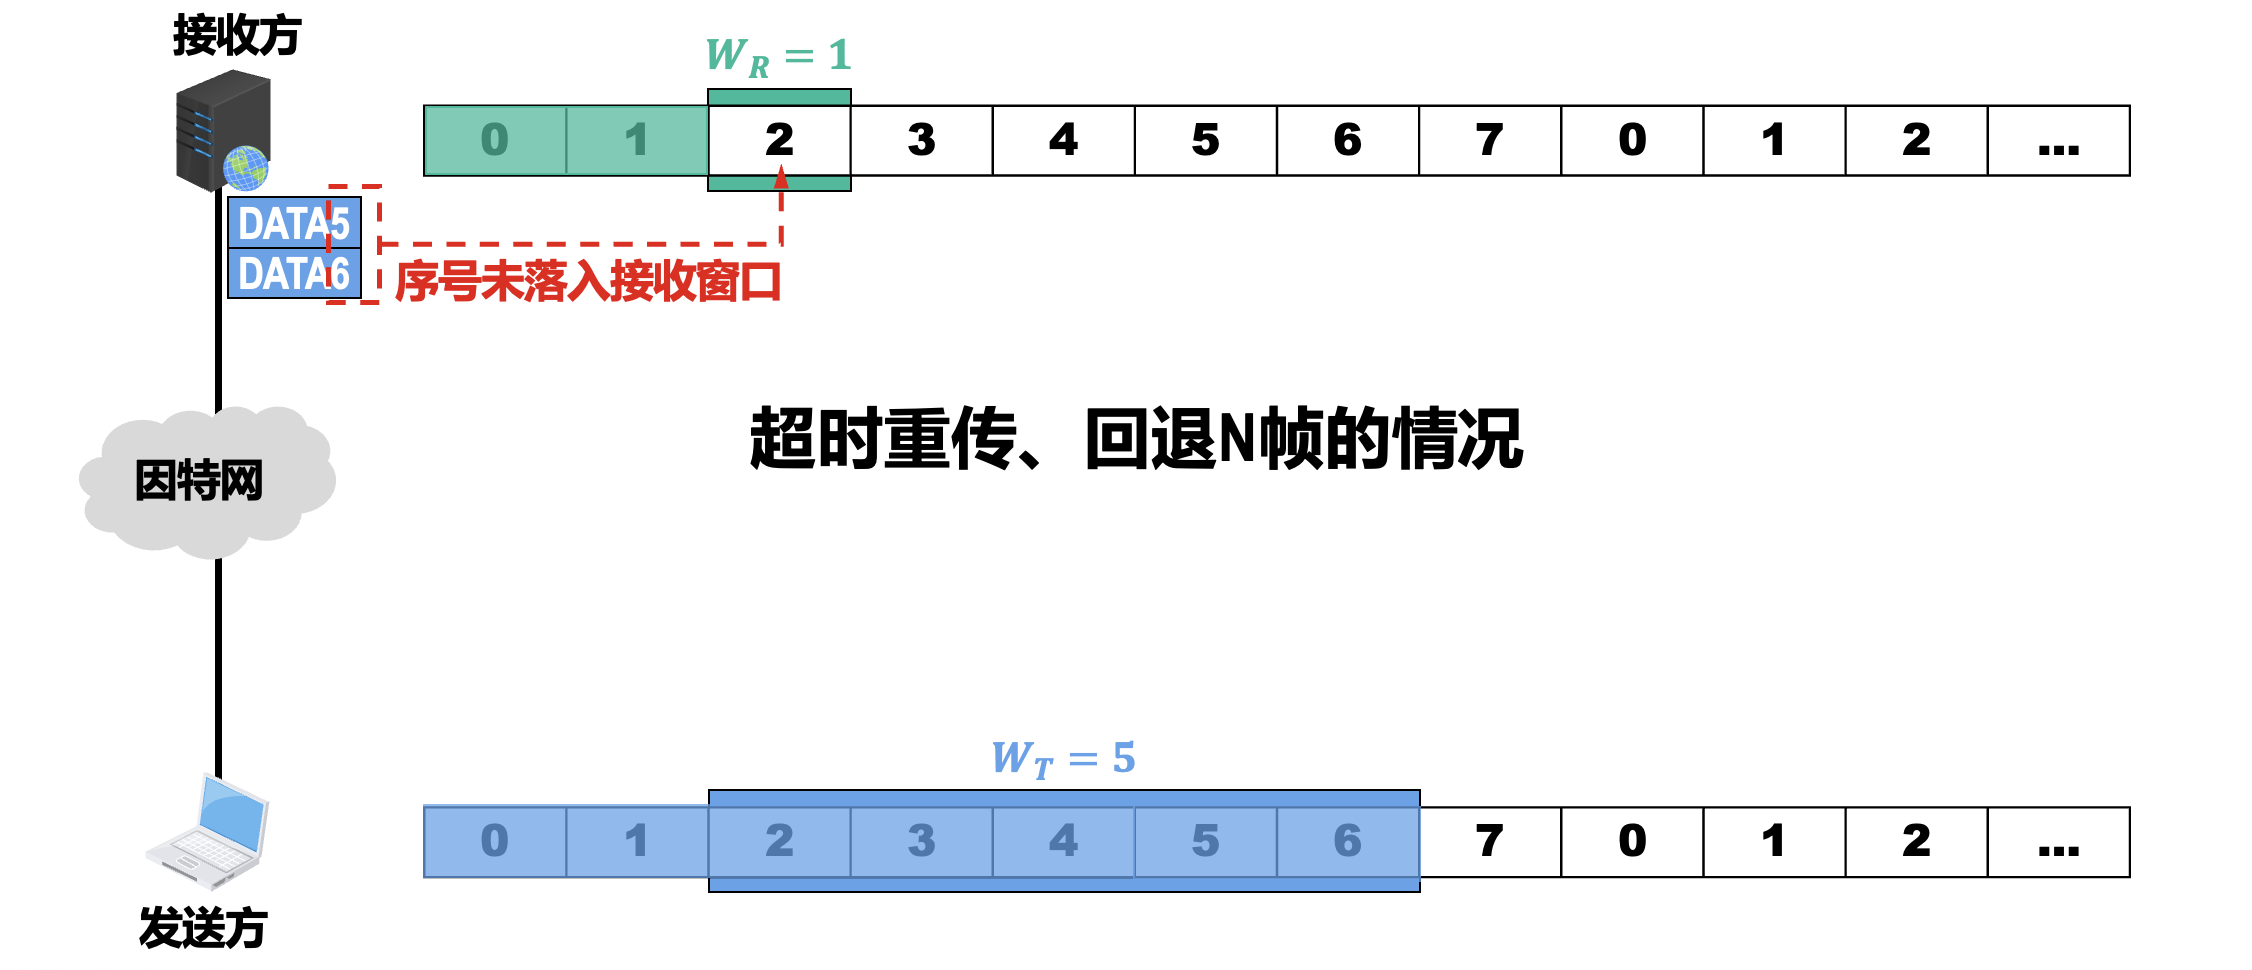 接收方
W_R = 1
0 1 2 3 4 5 6 7 0 1 2 ...
DATA5
DATA6
序号未落入接收窗口
超时重传、回退N帧的情况
因特网
W_T = 5
0 1 2 3 4 5 6 7 0 1 2 ...
发送方